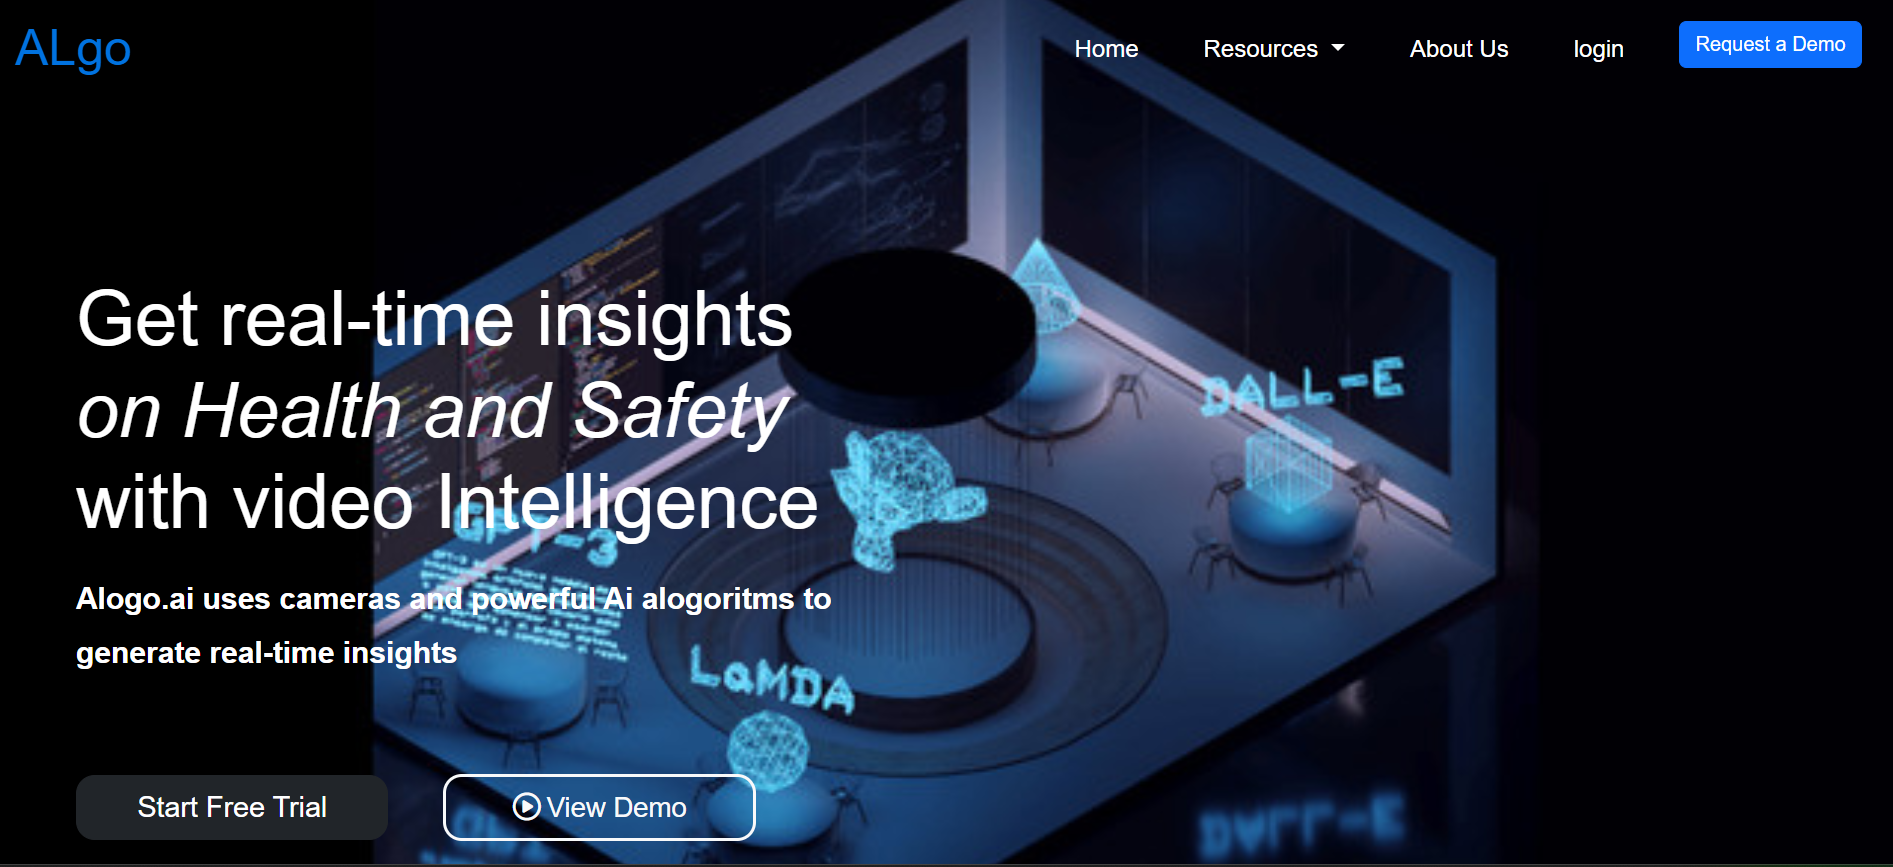 ALgo
Home
Resources
About Us
login
Request a Demo
Get real-time insights
on Health and Safety
with video Intelligence
DALL-E
GPT-3
Alogo.ai uses cameras and powerful Ai alogoritms to
generate real-time insights
LaMDA
Start Free Trial
View Demo